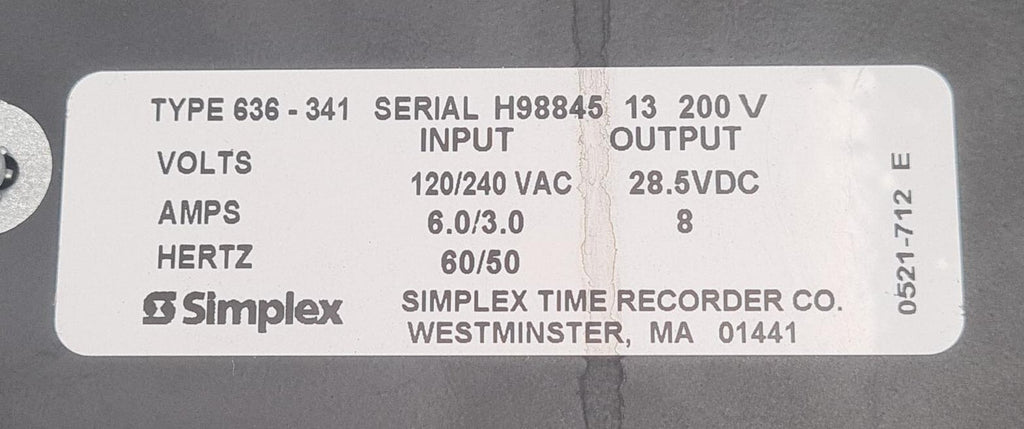 TYPE 636 - 341 SERIAL H98845 13 200 V
INPUT OUTPUT
VOLTS 120/240 VAC 28.5VDC
AMPS 6.0/3.0 8
HERTZ 60/50
Simplex SIMPLEX TIME RECORDER CO.
WESTMINSTER, MA 01441
0521-712 E